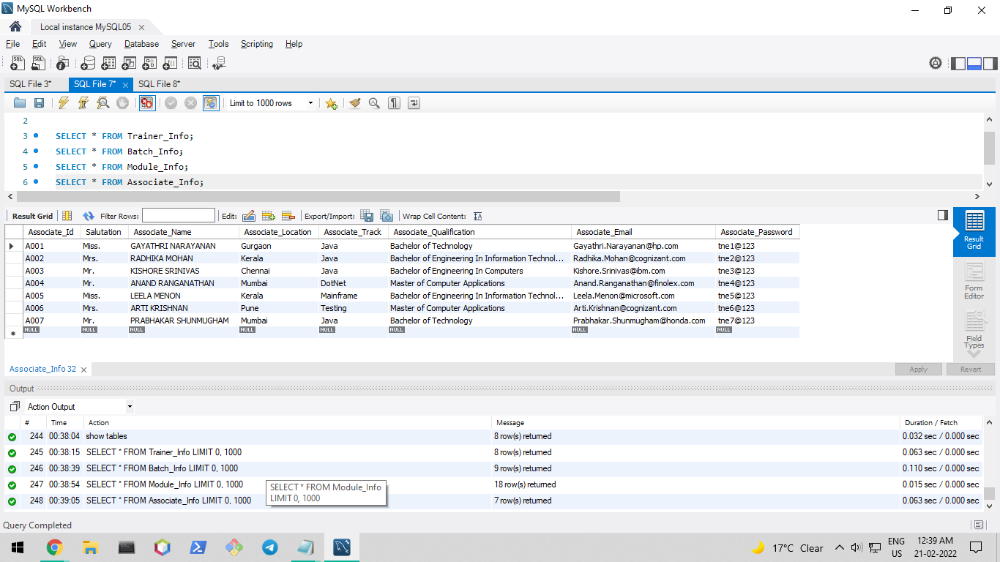 MySQL Workbench
Local instance MySQL05
File Edit View Query Database Server Tools Scripting Help
SQL File 3* SQL File 7* SQL File 8*
Limit to 1000 rows
2
3 SELECT * FROM Trainer_Info;
4 SELECT * FROM Batch_Info;
5 SELECT * FROM Module_Info;
6 SELECT * FROM Associate_Info;
Result Grid Filter Rows: Edit: Export/Import: Wrap Cell Content:
Associate_Id Salutation Associate_Name Associate_Location Associate_Track Associate_Qualification Associate_Email Associate_Password
A001 Miss. GAYATHRI NARAYANAN Gurgaon Java Bachelor of Technology Gayathri.Narayanan@hp.com tne1@123
A002 Mrs. RADHIKA MOHAN Kerala Java Bachelor of Engineering In Information Technol... Radhika.Mohan@cognizant.com tne2@123
A003 Mr. KISHORE SRINIVAS Chennai Java Bachelor of Engineering In Computers Kishore.Srinivas@ibm.com tne3@123
A004 Mr. ANAND RANGANATHAN Mumbai DotNet Master of Computer Applications Anand.Ranganathan@finolex.com tne4@123
A005 Miss. LEELA MENON Kerala Mainframe Bachelor of Engineering In Information Technol... Leela.Menon@microsoft.com tne5@123
A006 Mrs. ARTI KRISHNAN Pune Testing Master of Computer Applications Arti.Krishnan@cognizant.com tne6@123
A007 Mr. PRABHAKAR SHUNMUGHAM Mumbai Java Bachelor of Technology Prabhakar.Shunmugham@honda.com tne7@123
NULL NULL NULL NULL NULL NULL NULL NULL
Result
Grid
Form
Editor
Field
Types
Associate_Info 32 Apply Revert
Output
Action Output
# Time Action Message Duration / Fetch
244 00:38:04 show tables 8 row(s) returned 0.032 sec / 0.000 sec
245 00:38:15 SELECT * FROM Trainer_Info LIMIT 0, 1000 8 row(s) returned 0.063 sec / 0.000 sec
246 00:38:39 SELECT * FROM Batch_Info LIMIT 0, 1000 9 row(s) returned 0.110 sec / 0.000 sec
247 00:38:54 SELECT * FROM Module_Info LIMIT 0, 1000 18 row(s) returned 0.015 sec / 0.000 sec
248 00:39:05 SELECT * FROM Associate_Info LIMIT 0, 1000 7 row(s) returned 0.063 sec / 0.000 sec
SELECT * FROM Module_Info
LIMIT 0, 1000
Query Completed
17°C Clear
ENG
US
12:39 AM
21-02-2022